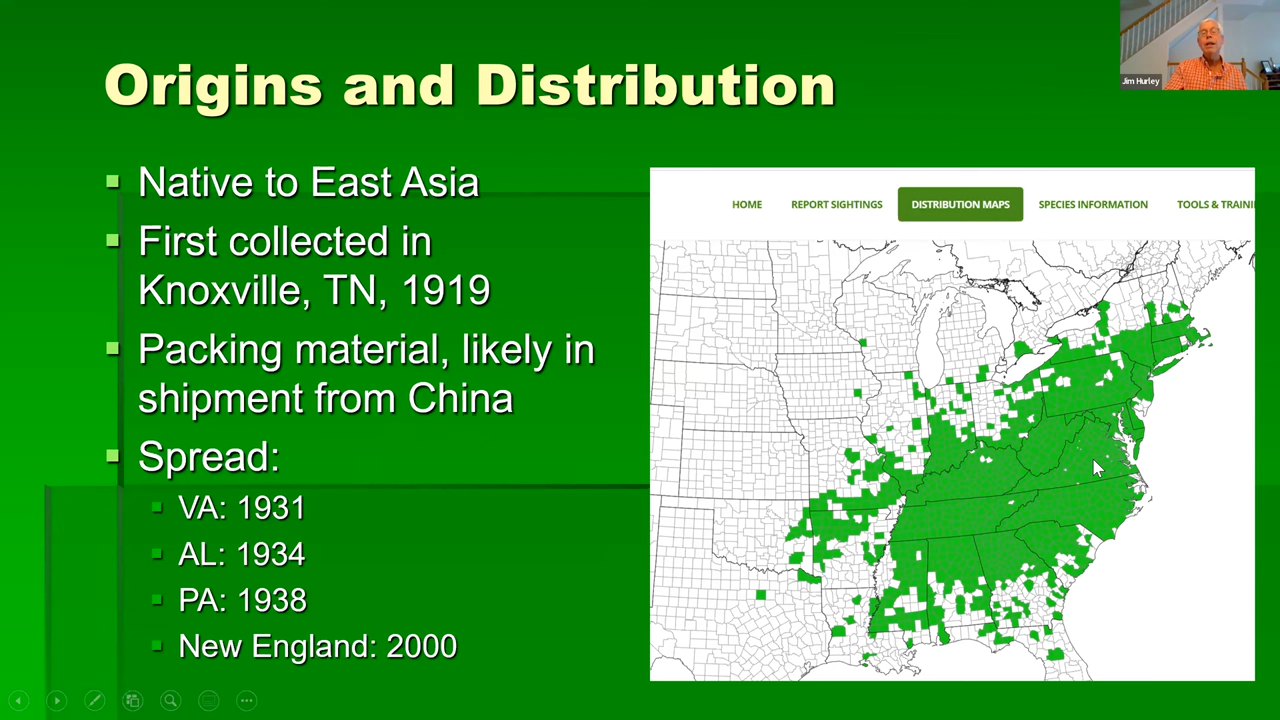 Origins and Distribution
Jim Hurley
Native to East Asia
First collected in
Knoxville, TN, 1919
Packing material, likely in
shipment from China
Spread:
VA: 1931
AL: 1934
PA: 1938
New England: 2000
HOME REPORT SIGHTINGS DISTRIBUTION MAPS SPECIES INFORMATION TOOLS & TRAINI